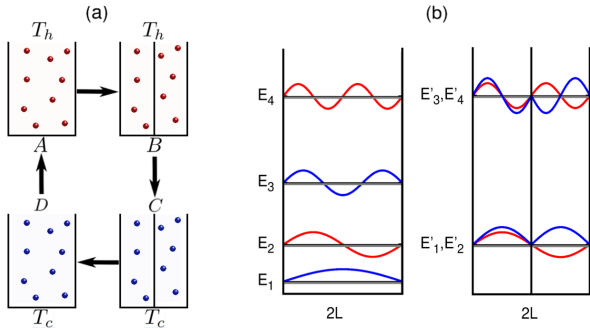 (a)
T_h T_h
A B
D C
T_c T_c
(b)
E_4
E_3
E_2
E_1
2L
E'_3,E'_4
E'_1,E'_2
2L